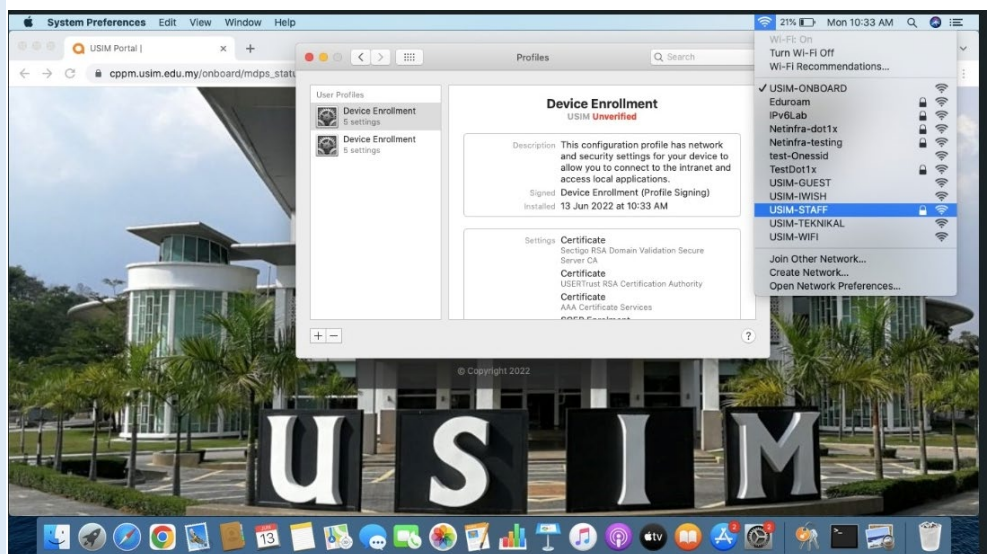 System Preferences Edit View Window Help
21% Mon 10:33 AM
USIM Portal |
cppm.usim.edu.my/onboard/mdps_statu
Profiles
Search
User Profiles
Device Enrollment
5 settings
Device Enrollment
5 settings
Device Enrollment
USIM Unverified
Description This configuration profile has network
and security settings for your device to
allow you to connect to the intranet and
access local applications.
Signed Device Enrollment (Profile Signing)
Installed 13 Jun 2022 at 10:33 AM
Settings Certificate
Sectigo RSA Domain Validation Secure
Server CA
Certificate
USERTrust RSA Certification Authority
Certificate
AAA Certificate Services
Wi-Fi: On
Turn Wi-Fi Off
Wi-Fi Recommendations...
USIM-ONBOARD
Eduroam
IPv6Lab
Netinfra-dot1x
Netinfra-testing
test-Onessid
TestDot1x
USIM-GUEST
USIM-IWISH
USIM-STAFF
USIM-TEKNIKAL
USIM-WIFI
Join Other Network...
Create Network...
Open Network Preferences...
© Copyright 2022
USIM
JUN
13
tv